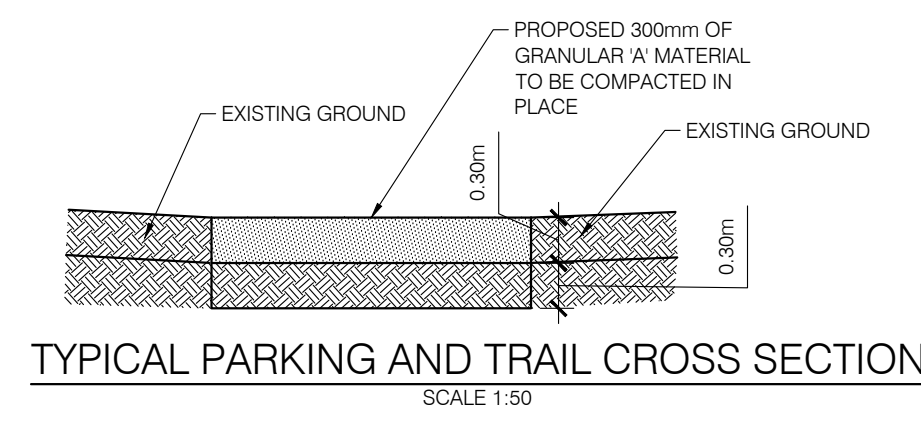 PROPOSED 300mm OF
GRANULAR 'A' MATERIAL
TO BE COMPACTED IN
PLACE
EXISTING GROUND
EXISTING GROUND
0.30m
0.30m
TYPICAL PARKING AND TRAIL CROSS SECTION
SCALE 1:50